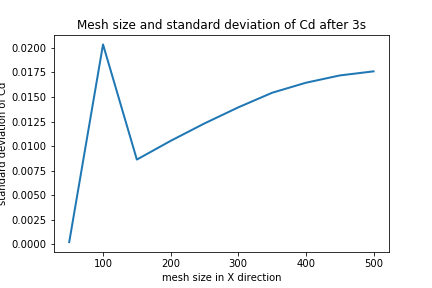 Mesh size and standard deviation of Cd after 3s
standard deviation of Cd
0.0200
0.0175
0.0150
0.0125
0.0100
0.0075
0.0050
0.0025
0.0000
100 200 300 400 500
mesh size in X direction